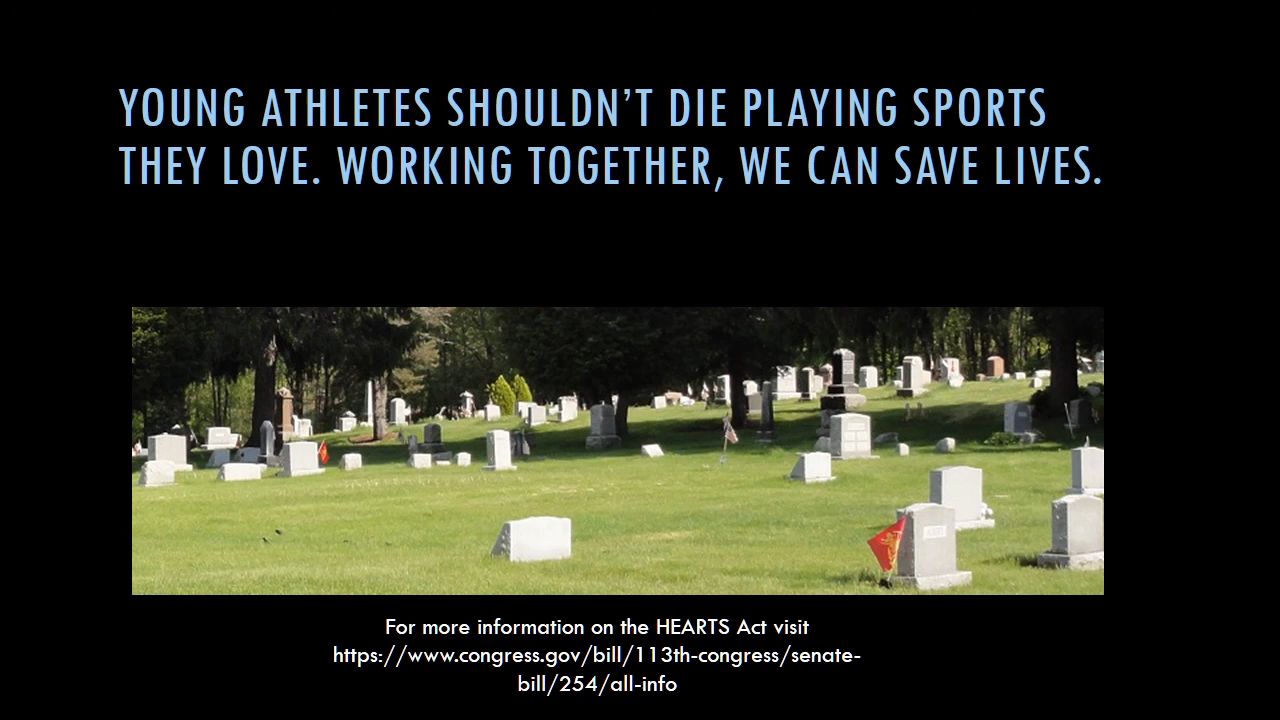 YOUNG ATHLETES SHOULDN’T DIE PLAYING SPORTS
THEY LOVE. WORKING TOGETHER, WE CAN SAVE LIVES.
For more information on the HEARTS Act visit
https://www.congress.gov/bill/113th-congress/senate-
bill/254/all-info